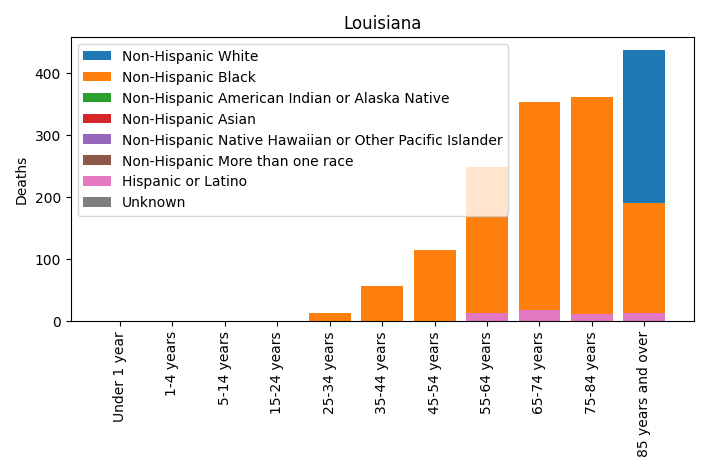 Louisiana
Non-Hispanic White
Non-Hispanic Black
Non-Hispanic American Indian or Alaska Native
Non-Hispanic Asian
Non-Hispanic Native Hawaiian or Other Pacific Islander
Non-Hispanic More than one race
Hispanic or Latino
Unknown
Deaths
400
300
200
100
0
Under 1 year
1-4 years
5-14 years
15-24 years
25-34 years
35-44 years
45-54 years
55-64 years
65-74 years
75-84 years
85 years and over